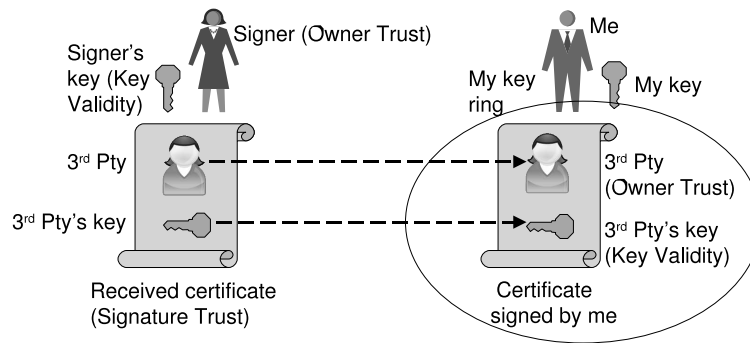 Signer (Owner Trust)
Signer's
key (Key
Validity)
3rd Pty
3rd Pty's key
Received certificate
(Signature Trust)
Me
My key
ring
My key
3rd Pty
(Owner Trust)
3rd Pty's key
(Key Validity)
Certificate
signed by me